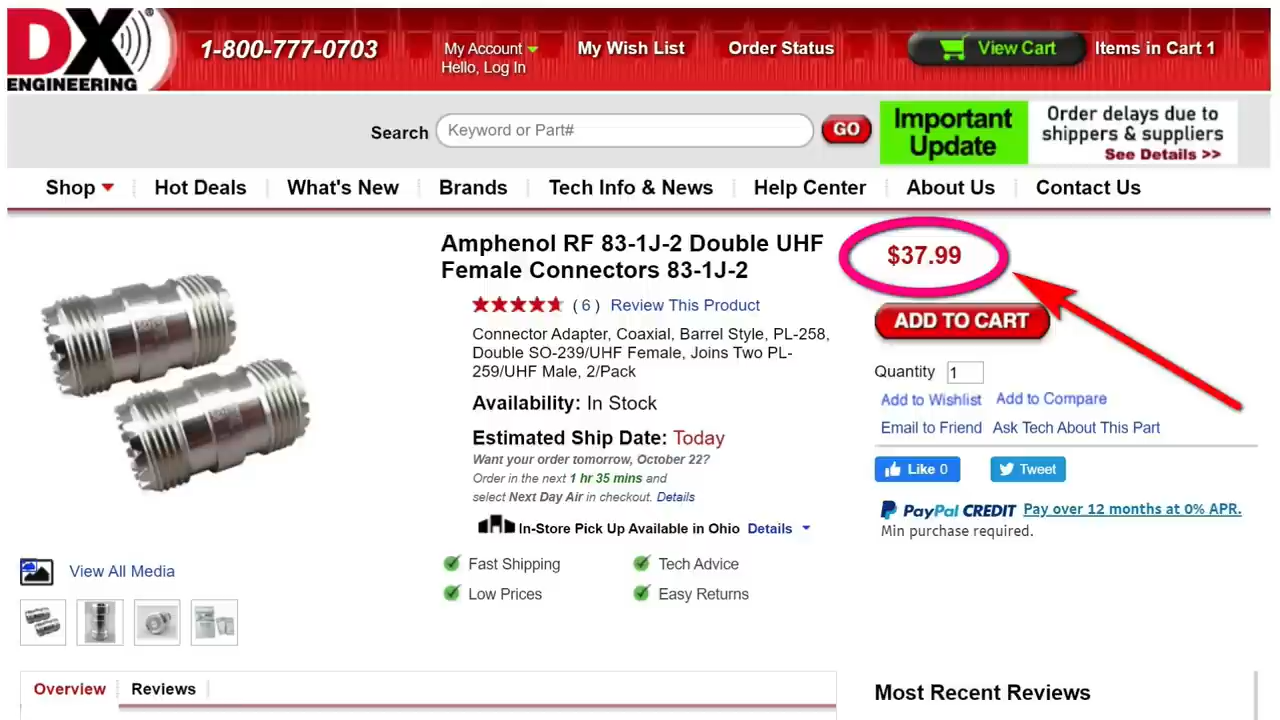 DX
ENGINEERING
®
1-800-777-0703
My Account
Hello, Log In
My Wish List
Order Status
View Cart
Items in Cart 1
Search
Keyword or Part#
GO
Important
Update
Order delays due to
shippers & suppliers
See Details >>
Shop
Hot Deals
What's New
Brands
Tech Info & News
Help Center
About Us
Contact Us
Amphenol RF 83-1J-2 Double UHF
Female Connectors 83-1J-2
( 6 ) Review This Product
Connector Adapter, Coaxial, Barrel Style, PL-258,
Double SO-239/UHF Female, Joins Two PL-
259/UHF Male, 2/Pack
Availability: In Stock
Estimated Ship Date: Today
Want your order tomorrow, October 22?
Order in the next 1 hr 35 mins and
select Next Day Air in checkout. Details
In-Store Pick Up Available in Ohio Details
Fast Shipping
Tech Advice
Low Prices
Easy Returns
$37.99
ADD TO CART
Quantity 1
Add to Wishlist
Add to Compare
Email to Friend
Ask Tech About This Part
Like 0
Tweet
PayPal CREDIT Pay over 12 months at 0% APR.
Min purchase required.
View All Media
Overview
Reviews
Most Recent Reviews